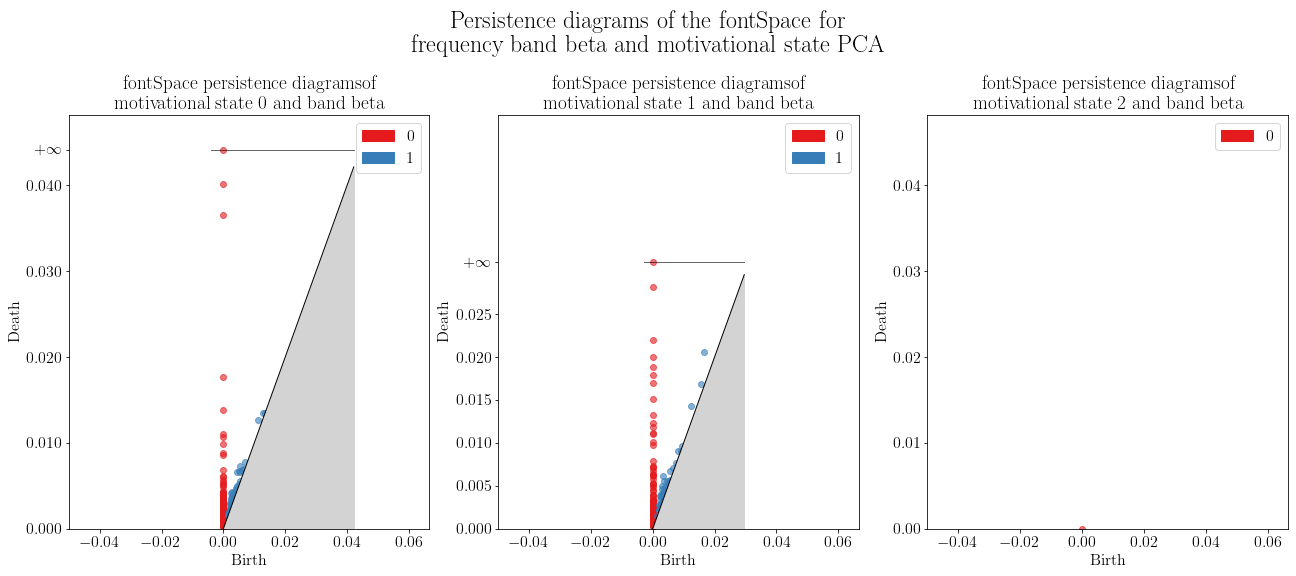 Persistence diagrams of the fontSpace for
frequency band beta and motivational state PCA
fontSpace persistence diagramsof
motivational state 0 and band beta
+∞
0.040
0.030
0.020
0.010
0.000
Death
−0.04
−0.02
0.00
0.02
0.04
0.06
Birth
0
1
fontSpace persistence diagramsof
motivational state 1 and band beta
+∞
0.025
0.020
0.015
0.010
0.005
0.000
Death
−0.04
−0.02
0.00
0.02
0.04
0.06
Birth
0
1
fontSpace persistence diagramsof
motivational state 2 and band beta
0.04
0.03
0.02
0.01
0.00
Death
−0.04
−0.02
0.00
0.02
0.04
0.06
Birth
0